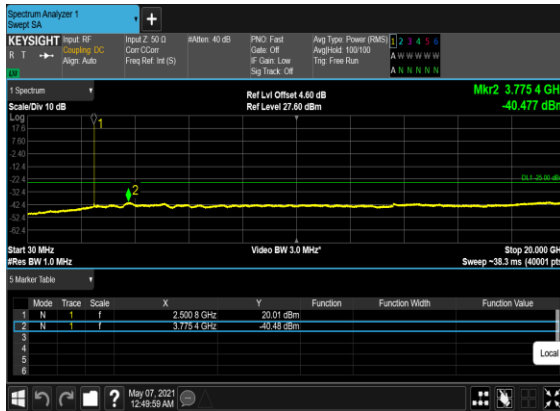 Spectrum Analyzer 1
Swept SA
+
KEYSIGHT Input: RF Input Z: 50 Ω #Atten: 40 dB PNO: Fast Avg Type: Power (RMS) 1 2 3 4 5 6
R T Coupling: DC Corr CCorr Gate: Off Avg|Hold: 100/100 A W W W W W
Align: Auto Freq Ref: Int (S) IF Gain: Low Trig: Free Run
LXI Sig Track: Off A N N N N N
1 Spectrum Ref Lvl Offset 4.60 dB Mkr2 3.775 4 GHz
Scale/Div 10 dB Ref Level 27.60 dBm -40.477 dBm
Log
17.6
7.60
-2.40
-12.4
-22.4
-32.4
-42.4
-52.4
-62.4
1
2
DL1 -25.00 dB
Start 30 MHz Video BW 3.0 MHz* Stop 20.000 GH
#Res BW 1.0 MHz Sweep ~38.3 ms (40001 pts
5 Marker Table
Mode Trace Scale X Y Function Function Width Function Value
1 N 1 f 2.500 8 GHz 20.01 dBm
2 N 1 f 3.775 4 GHz -40.48 dBm
3
4
5
6
Local
? May 07, 2021
12:49:59 AM